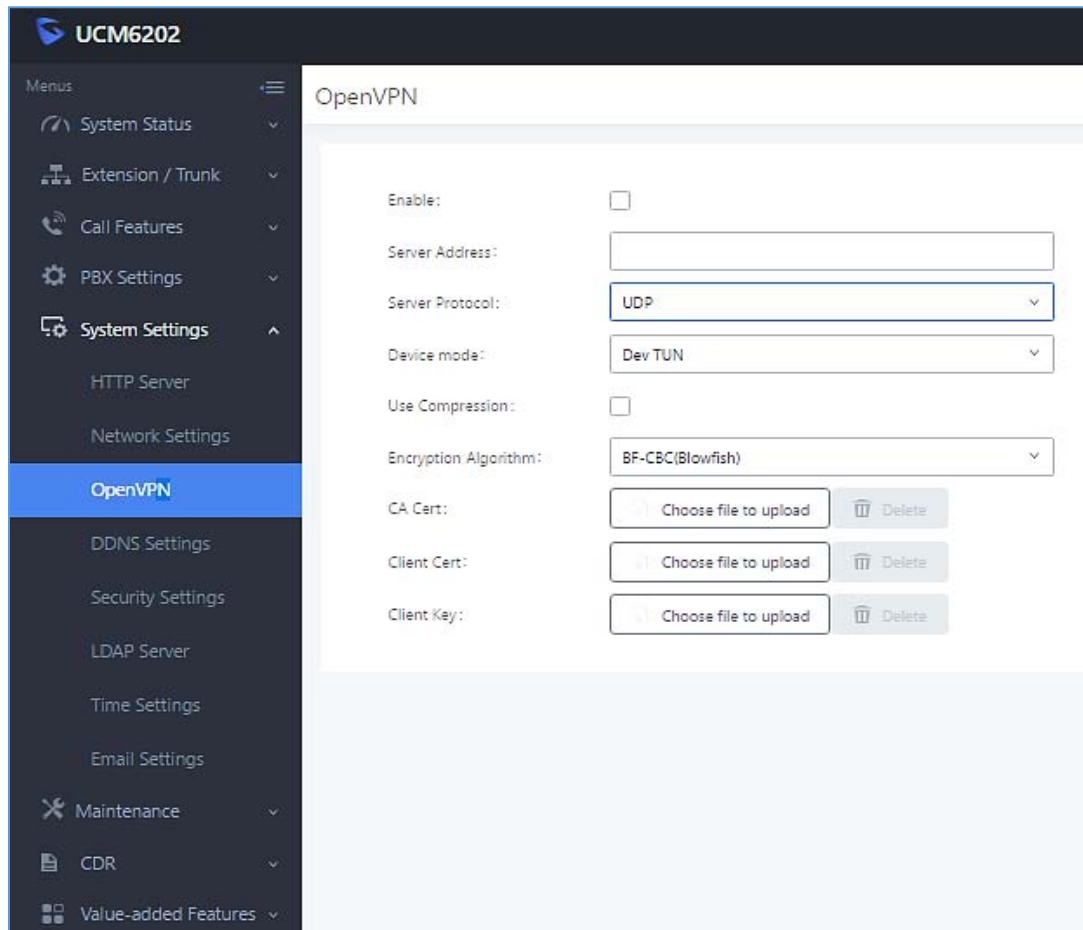 UCM6202
Menus
System Status
Extension / Trunk
Call Features
PBX Settings
System Settings
HTTP Server
Network Settings
OpenVPN
DDNS Settings
Security Settings
LDAP Server
Time Settings
Email Settings
Maintenance
CDR
Value-added Features
OpenVPN
Enable:
Server Address:
Server Protocol: UDP
Device mode: Dev TUN
Use Compression:
Encryption Algorithm: BF-CBC(Blowfish)
CA Cert: Choose file to upload Delete
Client Cert: Choose file to upload Delete
Client Key: Choose file to upload Delete